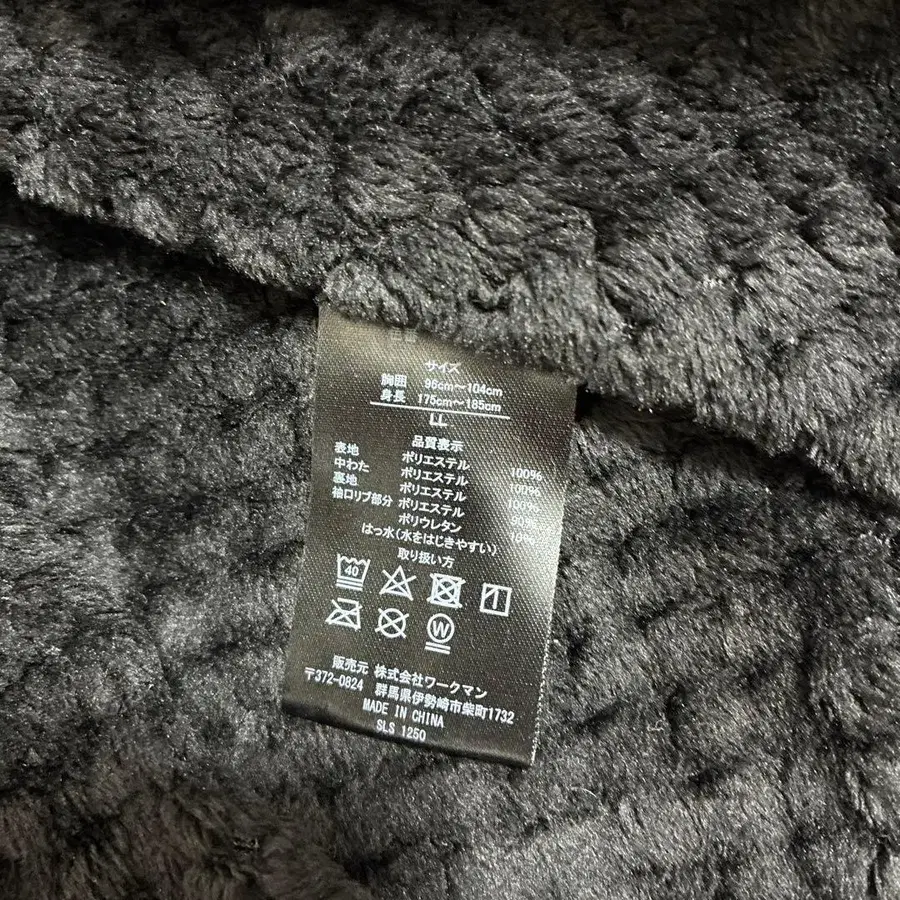 サイズ
胸囲 96cm～104cm
身長 175cm～185cm
LL
品質表示
表地 ポリエステル 100%
中わた ポリエステル 100%
裏地 ポリエステル 100%
袖口リブ部分 ポリエステル 90%
ポリウレタン 10%
はっ水(水をはじきやすい)
取り扱い方
40
W
販売元 株式会社ワークマン
〒372-0824 群馬県伊勢崎市柴町1732
MADE IN CHINA
SLS 1250